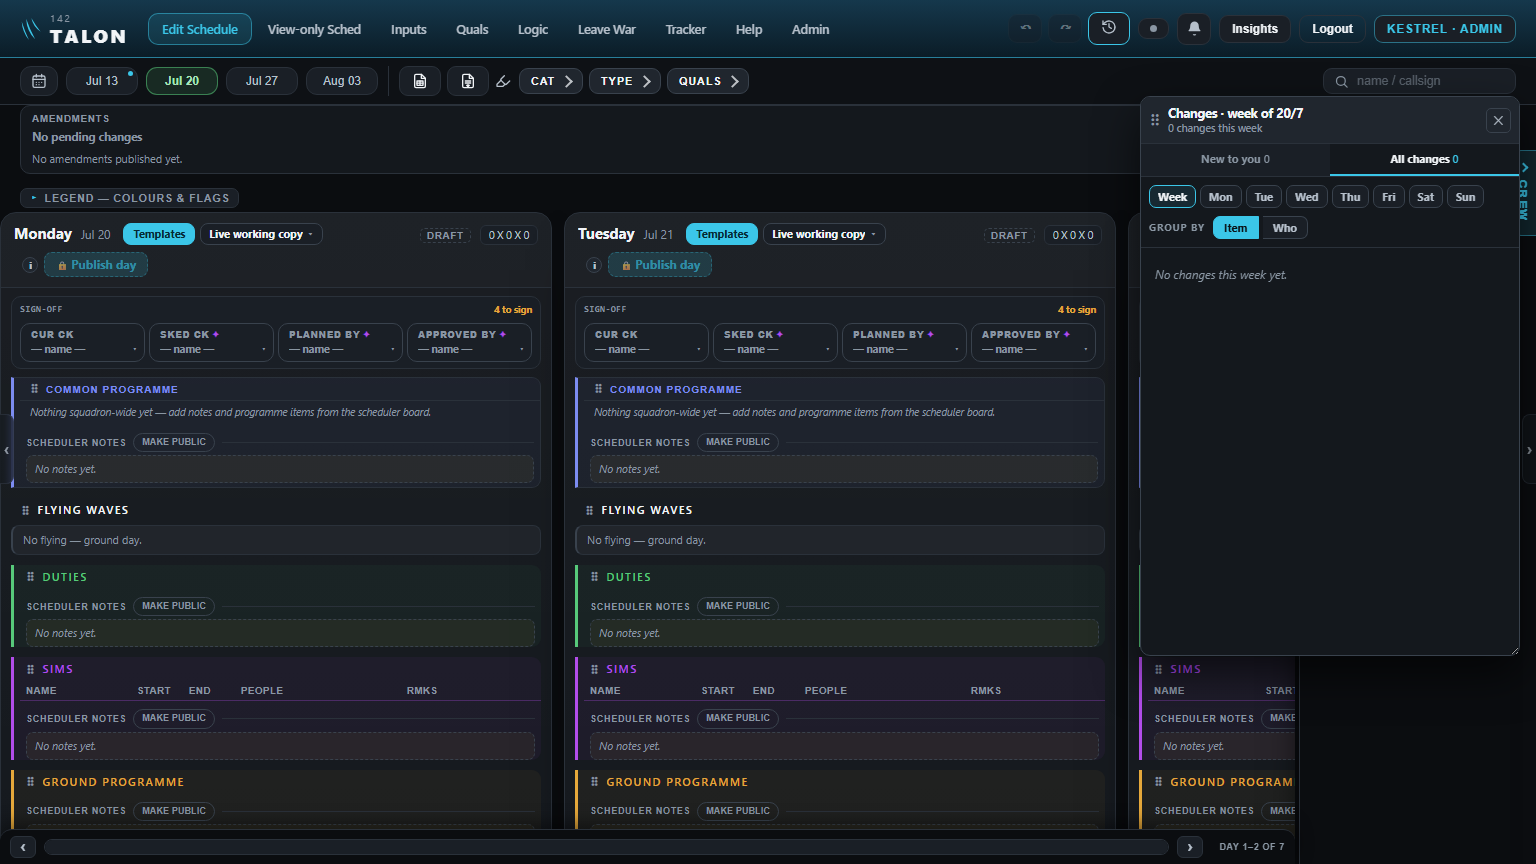 142
TALON
Edit Schedule
View-only Sched
Inputs
Quals
Logic
Leave War
Tracker
Help
Admin
Insights
Logout
KESTREL · ADMIN
Jul 13
Jul 20
Jul 27
Aug 03
CAT
TYPE
QUALS
name / callsign
AMENDMENTS
No pending changes
No amendments published yet.
LEGEND — COLOURS & FLAGS
Monday Jul 20 Templates Live working copy DRAFT 0X0X0
i Publish day
SIGN-OFF 4 to sign
CUR CK SKED CK PLANNED BY APPROVED BY
— name — — name — — name — — name —
COMMON PROGRAMME
Nothing squadron-wide yet — add notes and programme items from the scheduler board.
SCHEDULER NOTES MAKE PUBLIC
No notes yet.
FLYING WAVES
No flying — ground day.
DUTIES
SCHEDULER NOTES MAKE PUBLIC
No notes yet.
SIMS
NAME START END PEOPLE RMKS
SCHEDULER NOTES MAKE PUBLIC
No notes yet.
GROUND PROGRAMME
SCHEDULER NOTES MAKE PUBLIC
Tuesday Jul 21 Templates Live working copy DRAFT 0X0X0
i Publish day
SIGN-OFF 4 to sign
CUR CK SKED CK PLANNED BY APPROVED BY
— name — — name — — name — — name —
COMMON PROGRAMME
Nothing squadron-wide yet — add notes and programme items from the scheduler board.
SCHEDULER NOTES MAKE PUBLIC
No notes yet.
FLYING WAVES
No flying — ground day.
DUTIES
SCHEDULER NOTES MAKE PUBLIC
No notes yet.
SIMS
NAME START END PEOPLE RMKS
SCHEDULER NOTES MAKE PUBLIC
No notes yet.
GROUND PROGRAMME
SCHEDULER NOTES MAKE PUBLIC
Changes · week of 20/7
0 changes this week
New to you 0
All changes 0
Week Mon Tue Wed Thu Fri Sat Sun
GROUP BY Item Who
No changes this week yet.
CREW
SIMS
NAME START
SCHEDULER NOTES MAKE
No notes yet.
GROUND PROGRAM
SCHEDULER NOTES MAKE
DAY 1–2 OF 7